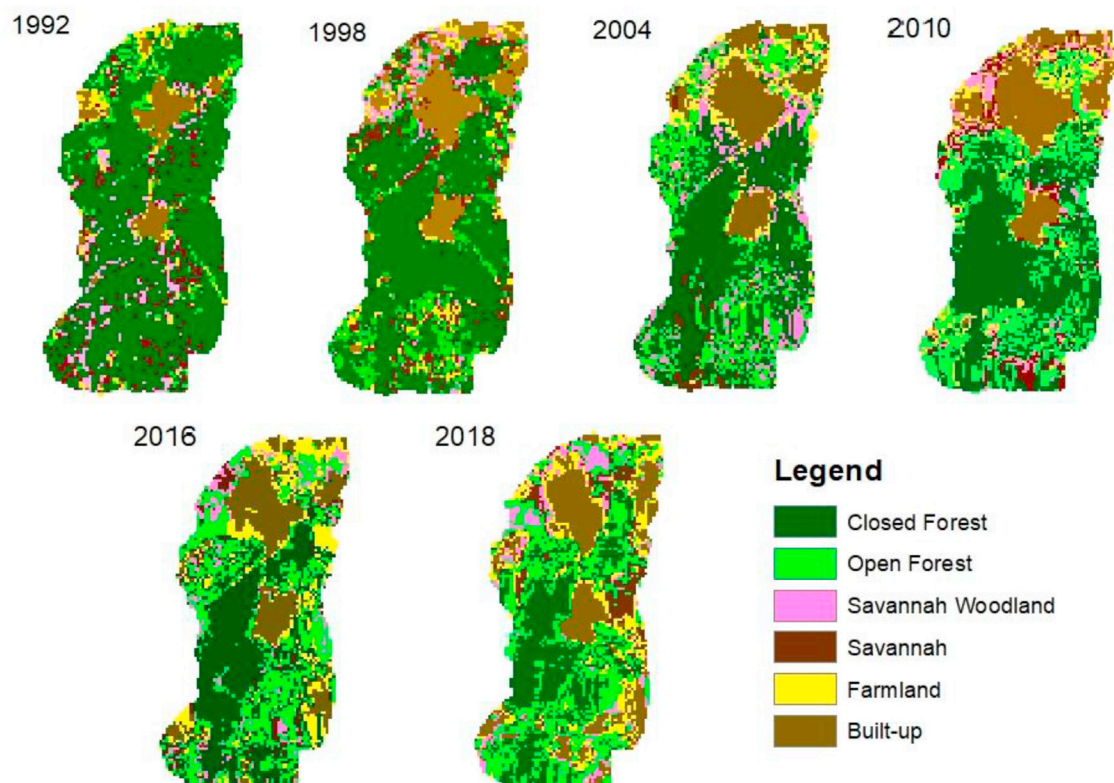 1992
1998
2004
2010
2016
2018
Legend
Closed Forest
Open Forest
Savannah Woodland
Savannah
Farmland
Built-up